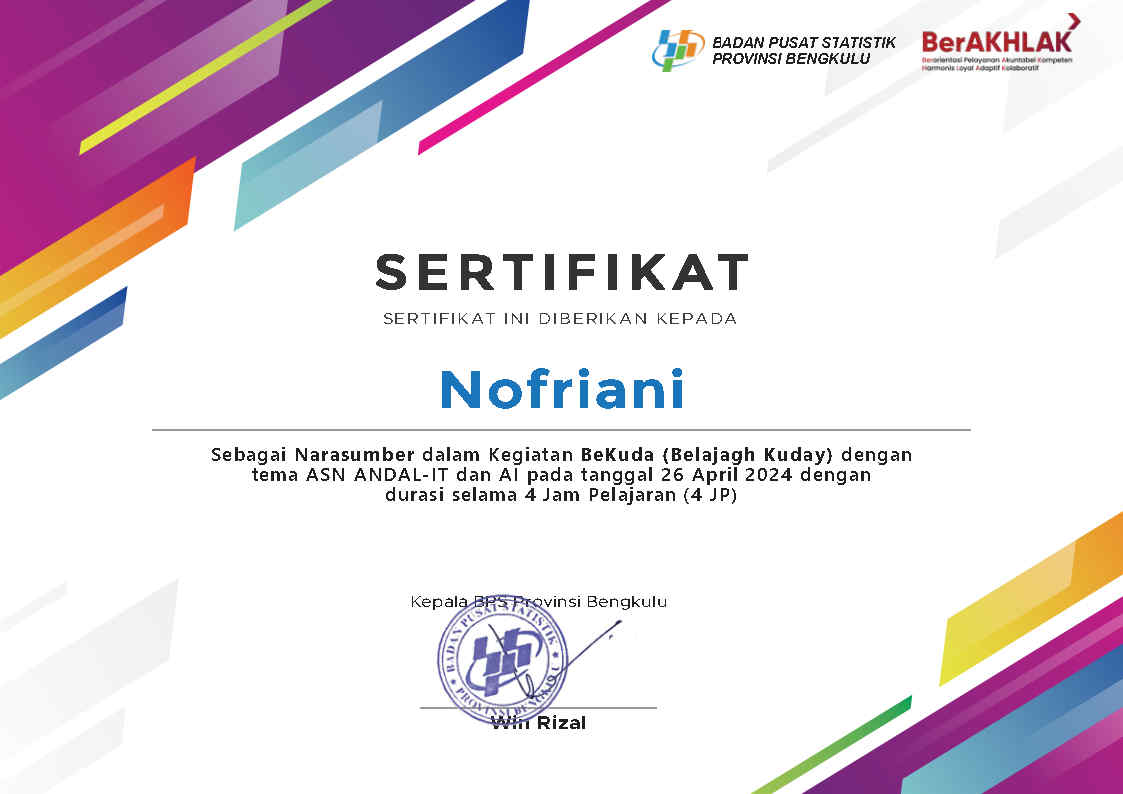 BADAN PUSAT STATISTIK
PROVINSI BENGKULU
BerAKHLAK
Berorientasi Pelayanan Akuntabel Kompeten
Harmonis Loyal Adaptif Kolaboratif
SERTIFIKAT
SERTIFIKAT INI DIBERIKAN KEPADA
Nofriani
Sebagai Narasumber dalam Kegiatan BeKuda (Belajagh Kuday) dengan
tema ASN ANDAL-IT dan AI pada tanggal 26 April 2024 dengan
durasi selama 4 Jam Pelajaran (4 JP)
Kepala BPS Provinsi Bengkulu
BADAN PUSAT STATISTIK
PROVINSI BENGKULU
Win Rizal